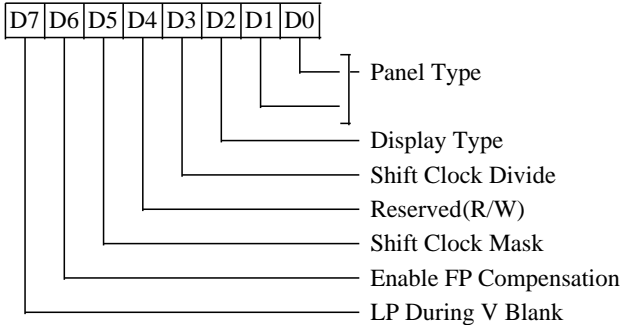 D7 D6 D5 D4 D3 D2 D1 D0
Panel Type
Display Type
Shift Clock Divide
Reserved(R/W)
Shift Clock Mask
Enable FP Compensation
LP During V Blank